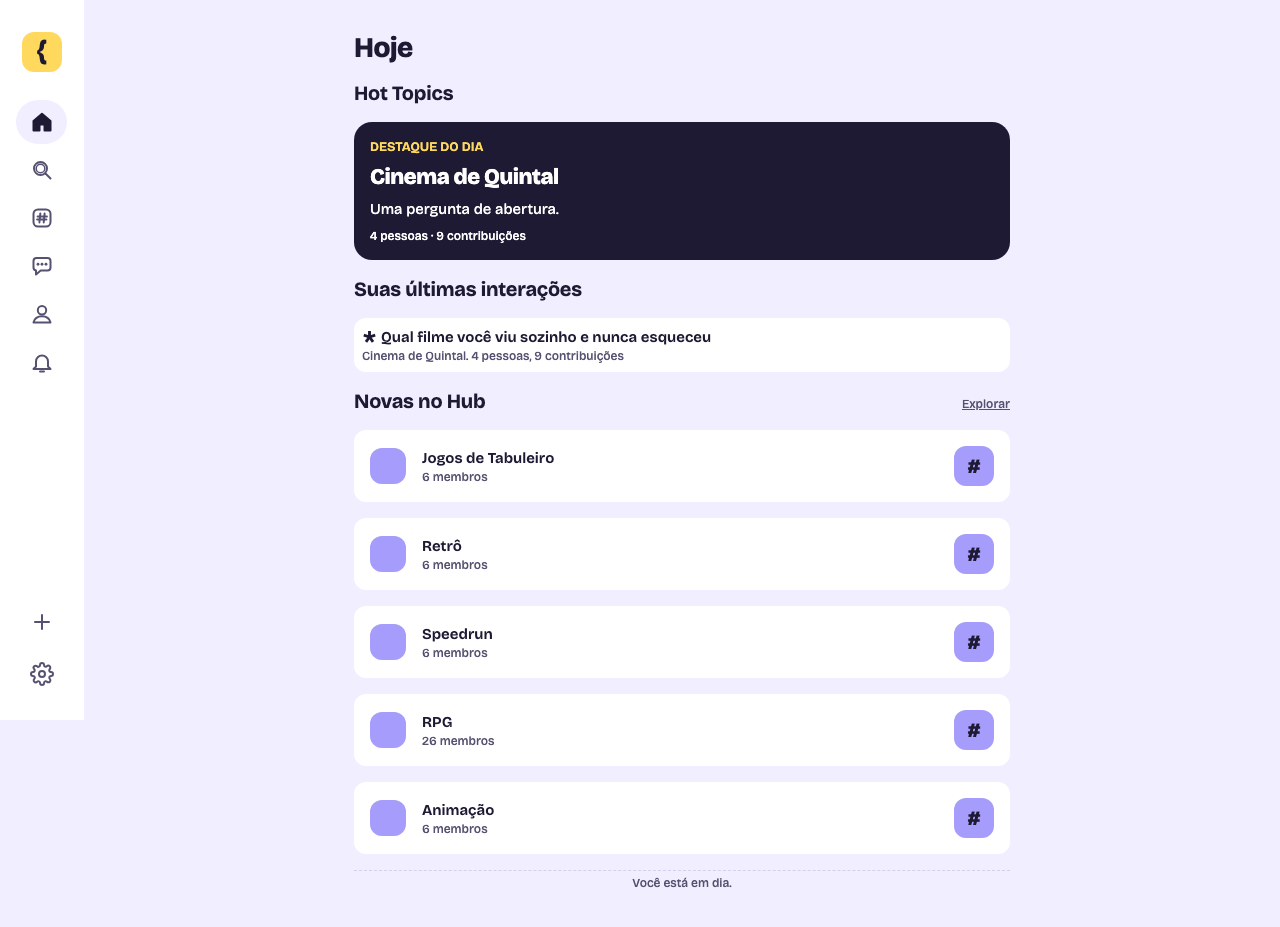 {
Hoje
Hot Topics
DESTAQUE DO DIA
Cinema de Quintal
Uma pergunta de abertura.
4 pessoas · 9 contribuições
Suas últimas interações
* Qual filme você viu sozinho e nunca esqueceu
Cinema de Quintal. 4 pessoas, 9 contribuições
Novas no Hub
Explorar
Jogos de Tabuleiro
6 membros
#
Retrô
6 membros
#
Speedrun
6 membros
#
RPG
26 membros
#
Animação
6 membros
#
Você está em dia.